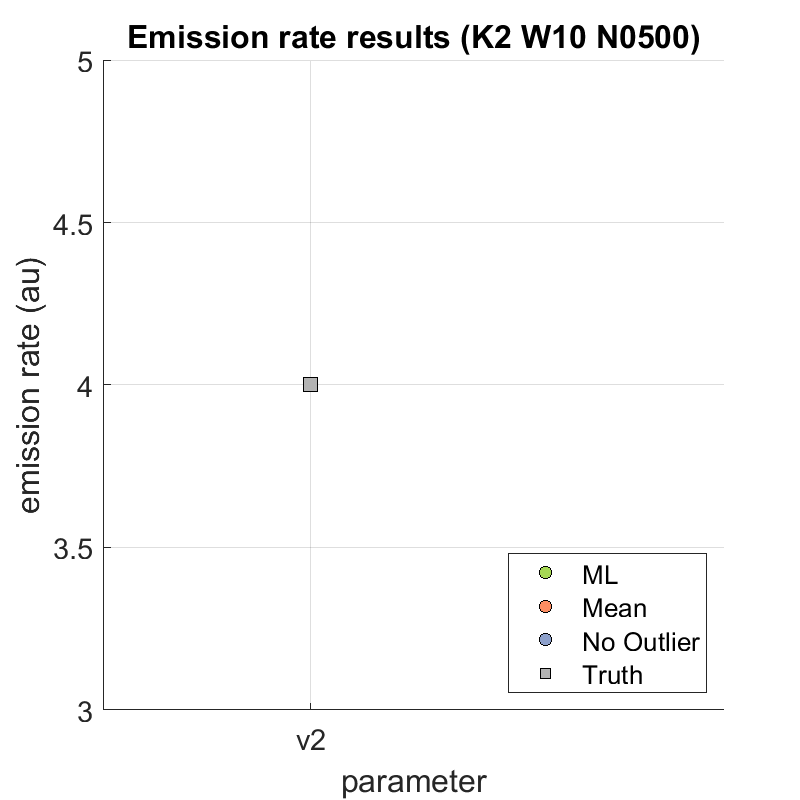 Emission rate results (K2 W10 N0500)
5
4.5
4
3.5
3
emission rate (au)
ML
Mean
No Outlier
Truth
v2
parameter